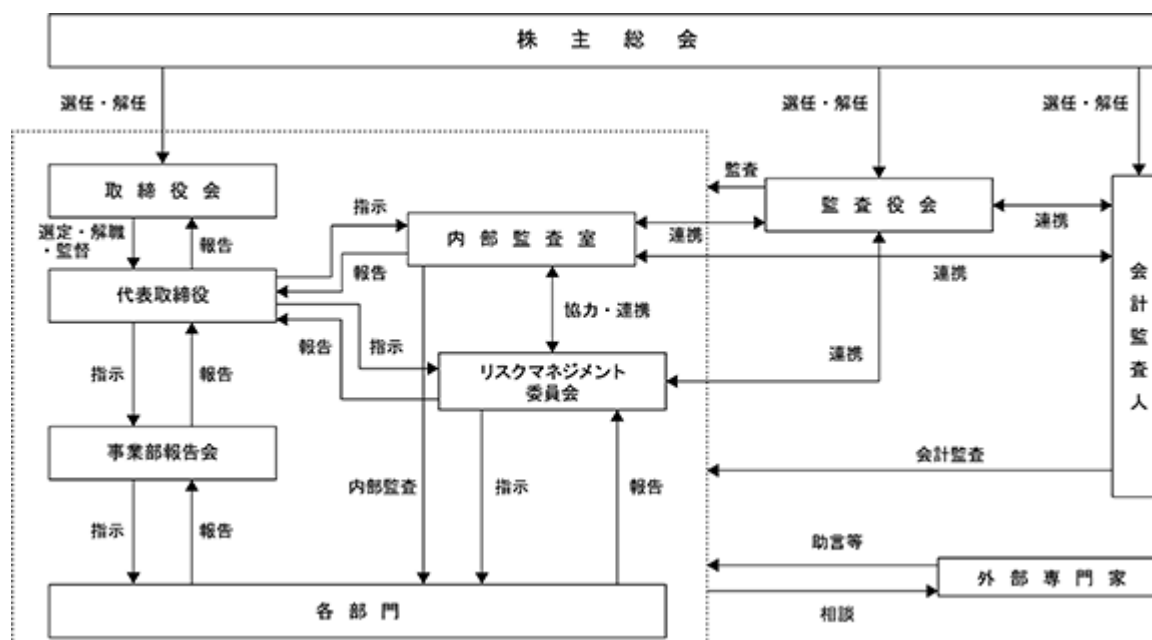 株主総会
選任・解任
選任・解任
選任・解任
取締役会
監査
監査役会
指示
選定・解職
・監督
報告
内部監査室
連携
連携
報告
連携
代表取締役
会計監査人
協力・連携
報告
指示
連携
指示
報告
リスクマネジメント
委員会
事業部報告会
会計監査
内部監査
指示
報告
指示
報告
助言等
外部専門家
各部門
相談